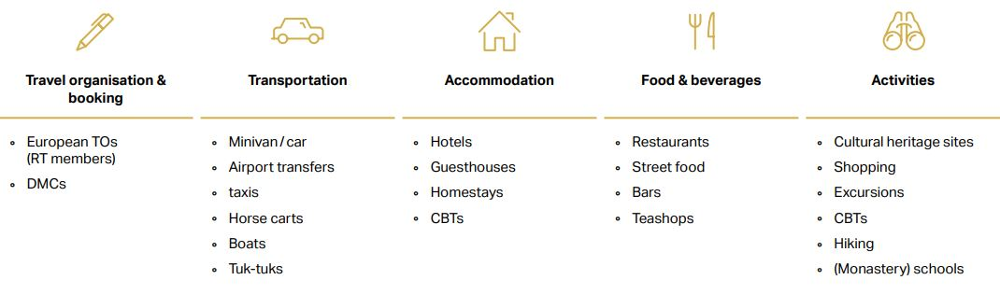 Travel organisation &
booking
European TOs
(RT members)
DMCs
Transportation
Minivan / car
Airport transfers
taxis
Horse carts
Boats
Tuk-tuks
Accommodation
Hotels
Guesthouses
Homestays
CBTs
Food & beverages
Restaurants
Street food
Bars
Teashops
Activities
Cultural heritage sites
Shopping
Excursions
CBTs
Hiking
(Monastery) schools